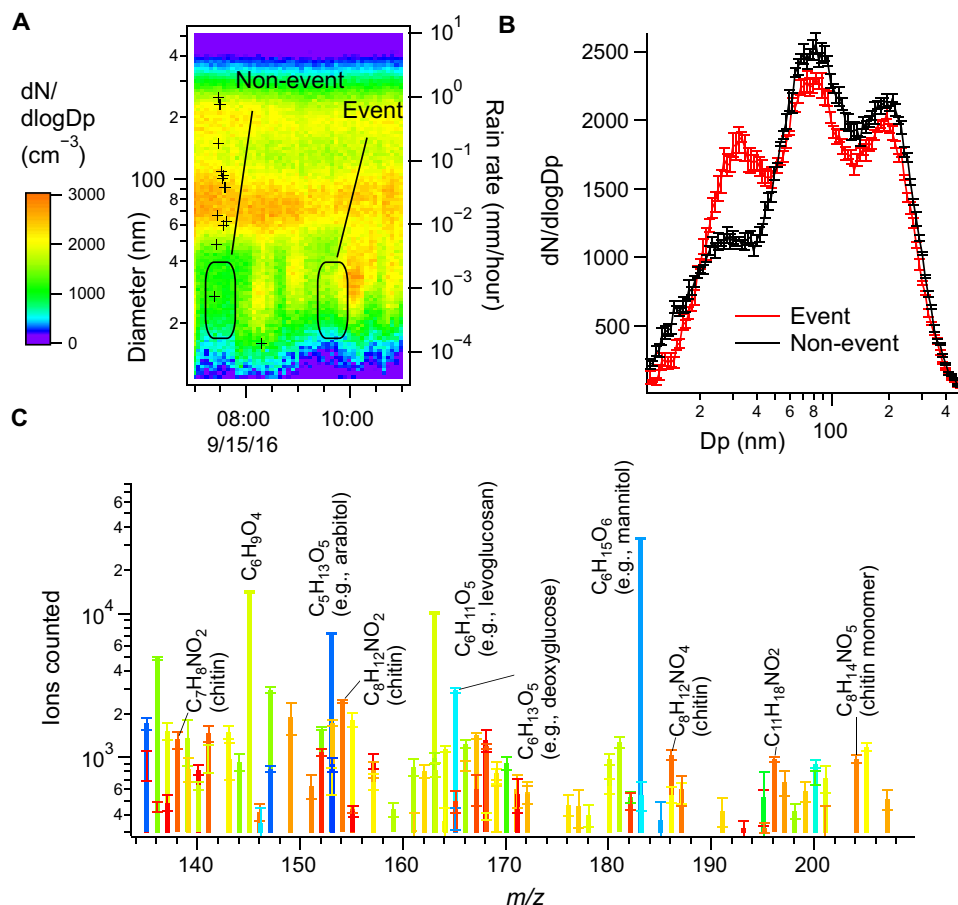 A
dN/
dlogDp
(cm⁻³)
3000
2000
1000
0
Diameter (nm)
4
2
100
8
6
4
2
Non-event
Event
10¹
10⁰
10⁻¹
10⁻²
10⁻³
10⁻⁴
Rain rate (mm/hour)
08:00
10:00
9/15/16
B
dN/dlogDp
2500
2000
1500
1000
500
Event
Non-event
2
4
6
8
100
2
4
Dp (nm)
C
Ions counted
6
4
2
10⁴
6
4
2
10³
6
4
C₇H₈NO₂
(chitin)
C₆H₉O₄
C₅H₁₃O₅
(e.g., arabitol)
C₈H₁₂NO₂
(chitin)
C₆H₁₁O₅
(e.g., levoglucosan)
C₆H₁₃O₅
(e.g., deoxyglucose)
C₆H₁₅O₆
(e.g., mannitol)
C₈H₁₂NO₄
(chitin)
C₁₁H₁₈NO₂
C₈H₁₄NO₅
(chitin monomer)
140
150
160
170
180
190
200
m/z